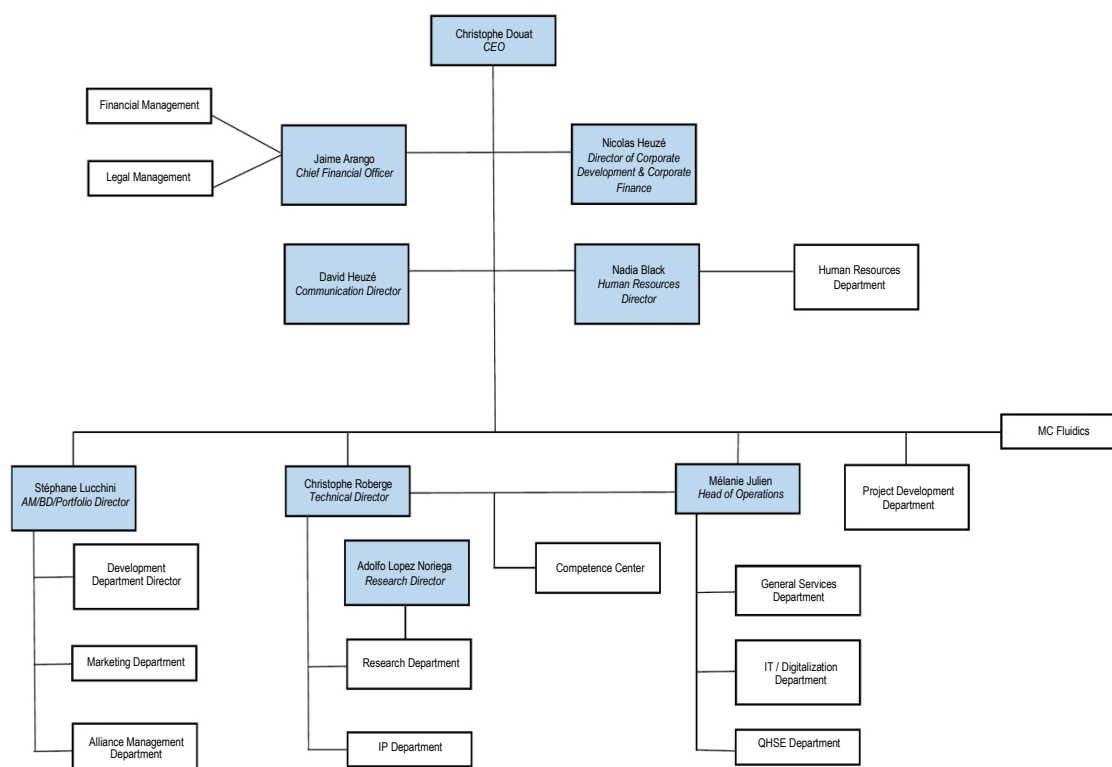 Christophe Douat
CEO
Financial Management
Legal Management
Jaime Arango
Chief Financial Officer
Nicolas Heuzé
Director of Corporate
Development & Corporate
Finance
David Heuzé
Communication Director
Nadia Black
Human Resources
Director
Human Resources
Department
MC Fluidics
Stéphane Lucchini
AM/BD/Portfolio Director
Christophe Roberge
Technical Director
Mélanie Julien
Head of Operations
Project Development
Department
Development
Department Director
Adolfo Lopez Noriega
Research Director
Competence Center
General Services
Department
Marketing Department
Research Department
IT / Digitalization
Department
Alliance Management
Department
IP Department
QHSE Department